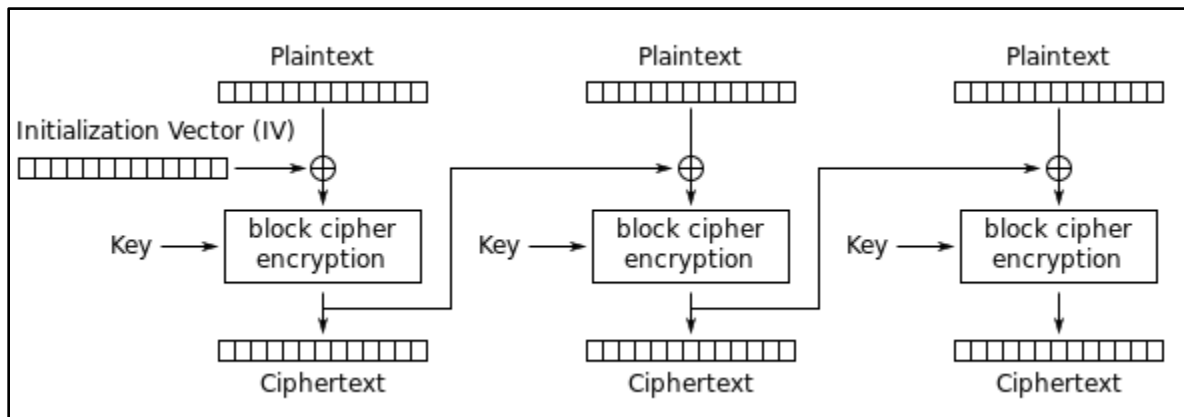 Plaintext
Plaintext
Plaintext
Initialization Vector (IV)
Key
block cipher
encryption
Key
block cipher
encryption
Key
block cipher
encryption
Ciphertext
Ciphertext
Ciphertext